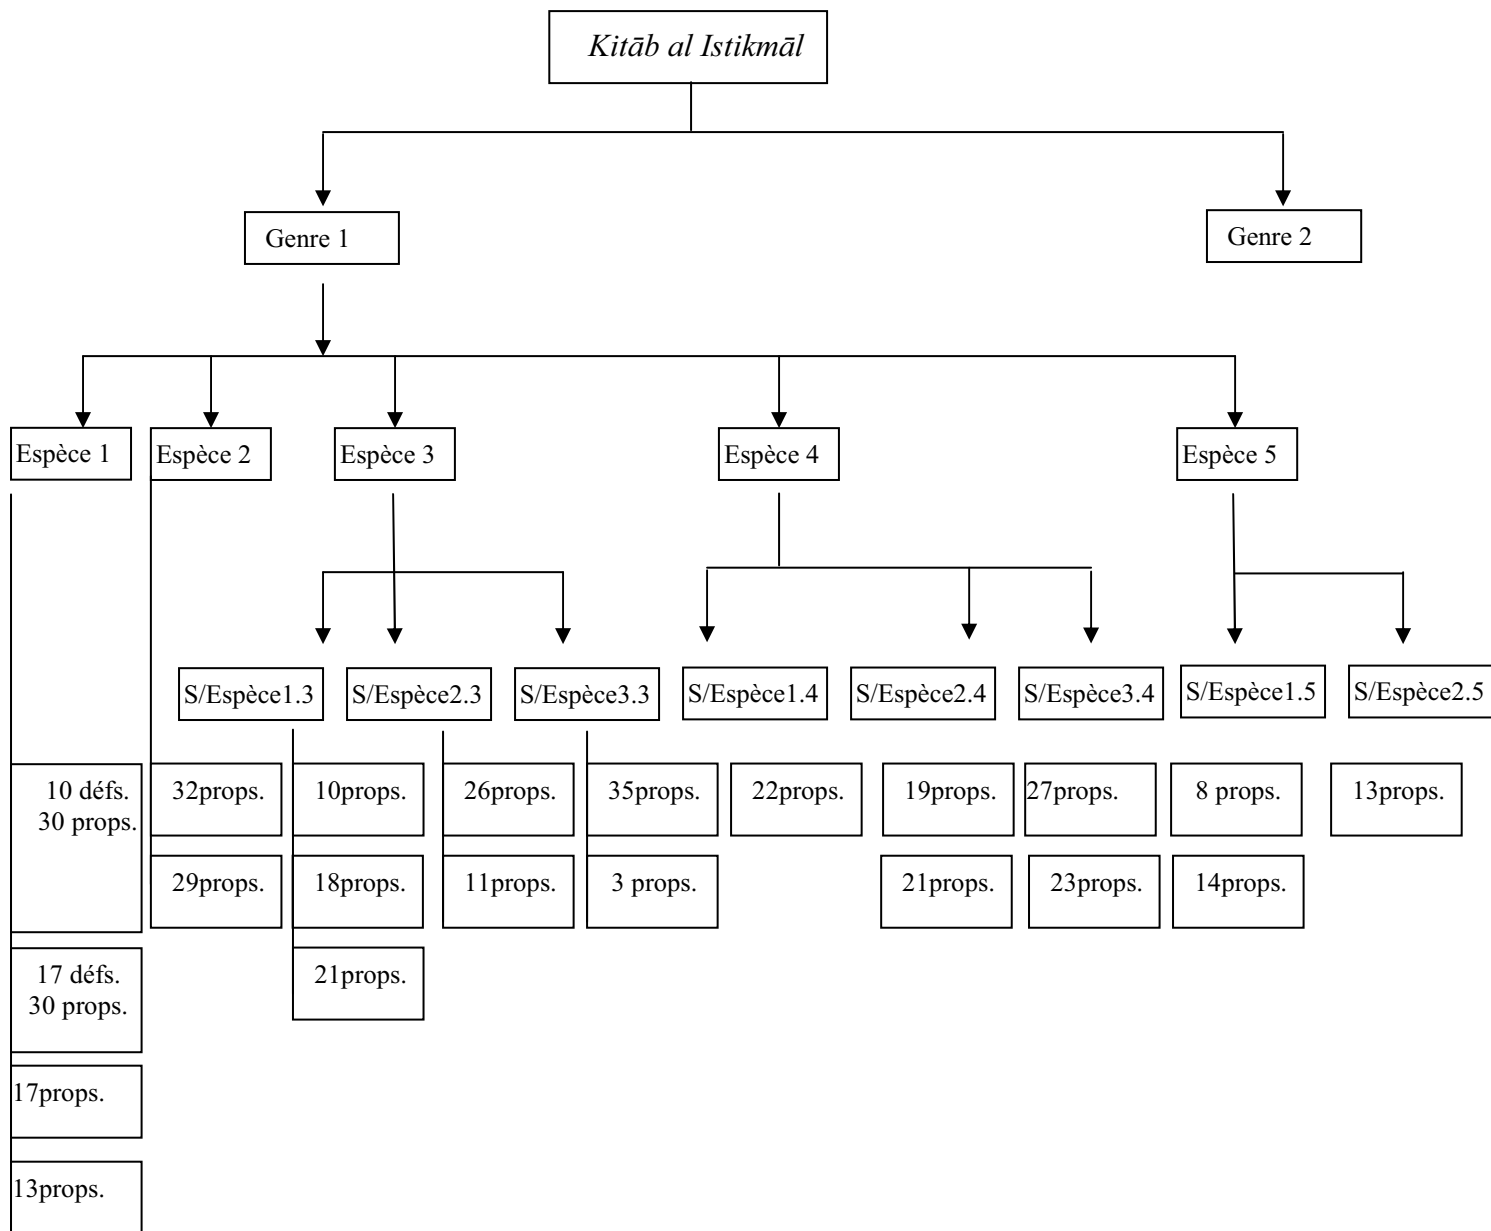 Kitāb al Istikmāl
Genre 1
Genre 2
Espèce 1
Espèce 2
Espèce 3
Espèce 4
Espèce 5
S/Espèce1.3
S/Espèce2.3
S/Espèce3.3
S/Espèce1.4
S/Espèce2.4
S/Espèce3.4
S/Espèce1.5
S/Espèce2.5
10 défs.
30 props.
32props.
10props.
26props.
35props.
22props.
19props.
27props.
8 props.
13props.
29props.
18props.
11props.
3 props.
21props.
23props.
14props.
17 défs.
30 props.
21props.
17props.
13props.